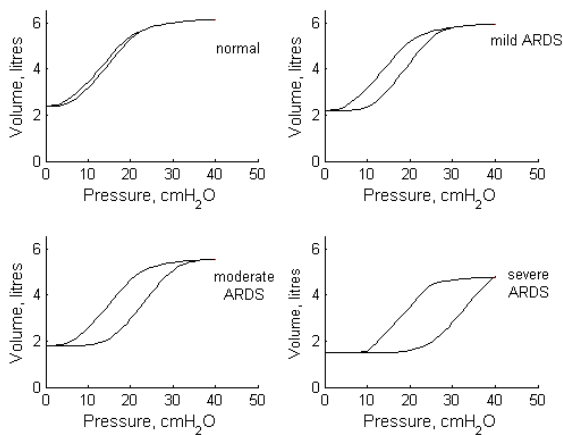 6
4
2
0
0 10 20 30 40 50
Volume, litres
Pressure, cmH₂O
normal
6
4
2
0
0 10 20 30 40 50
Volume, litres
Pressure, cmH₂O
mild ARDS
6
4
2
0
0 10 20 30 40 50
Volume, litres
Pressure, cmH₂O
moderate
ARDS
6
4
2
0
0 10 20 30 40 50
Volume, litres
Pressure, cmH₂O
severe
ARDS